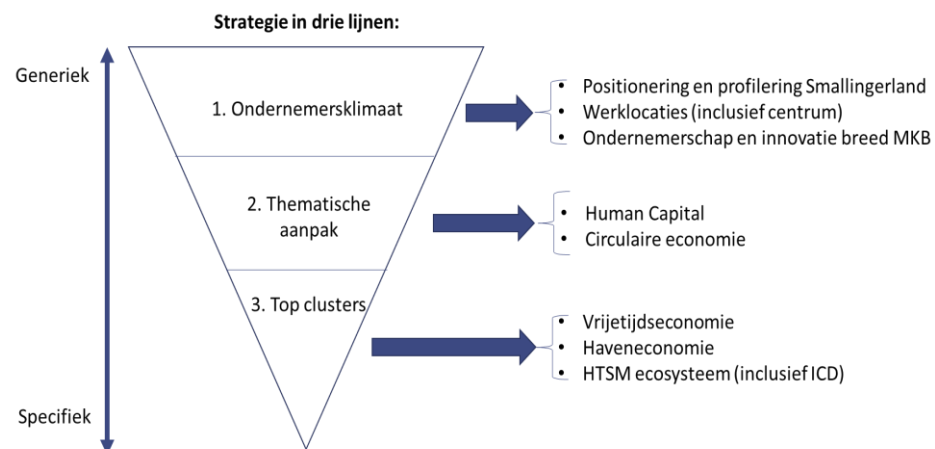 Strategie in drie lijnen:
Generiek
1. Ondernemersklimaat
• Positionering en profilering Smallingerland
• Werklocaties (inclusief centrum)
• Ondernemerschap en innovatie breed MKB
2. Thematische
aanpak
• Human Capital
• Circulaire economie
3. Top clusters
• Vrijetijdseconomie
• Haveneconomie
• HTSM ecosysteem (inclusief ICD)
Specifiek